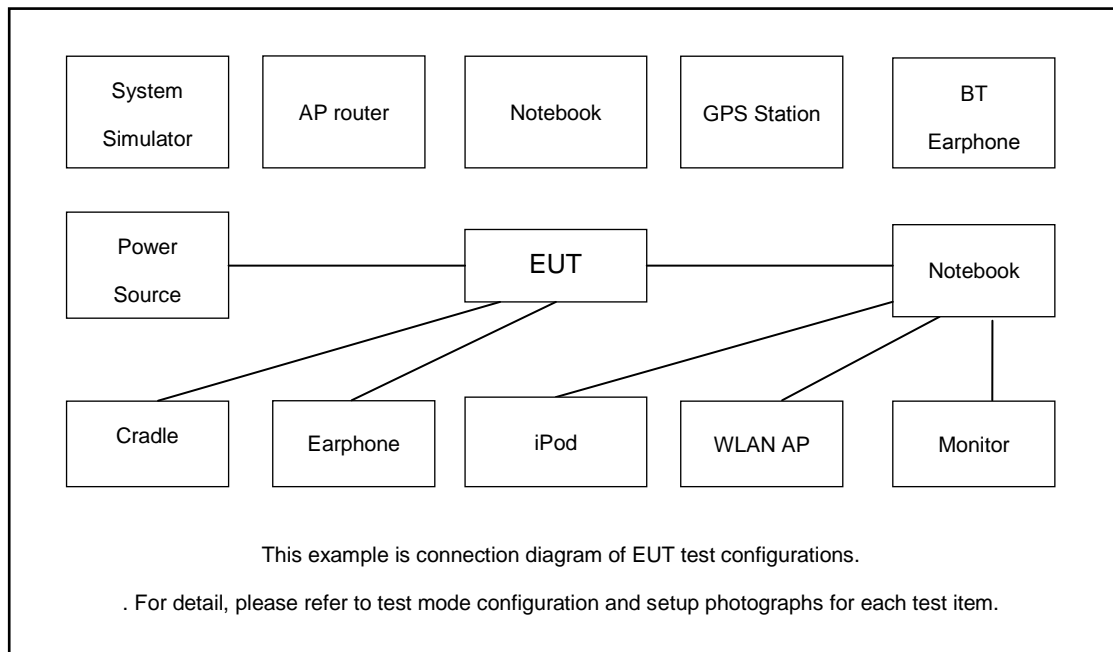 System
Simulator
AP router
Notebook
GPS Station
BT
Earphone
Power
Source
EUT
Notebook
Cradle
Earphone
iPod
WLAN AP
Monitor
This example is connection diagram of EUT test configurations.
. For detail, please refer to test mode configuration and setup photographs for each test item.